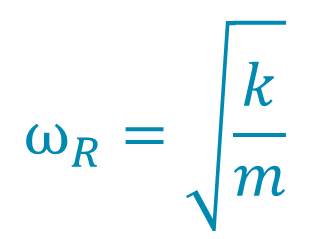 ω_R = √(k/m)